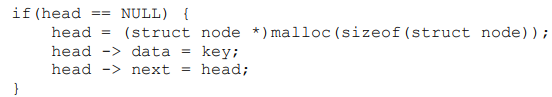 if(head == NULL) {
    head = (struct node *)malloc(sizeof(struct node));
    head -> data = key;
    head -> next = head;
}